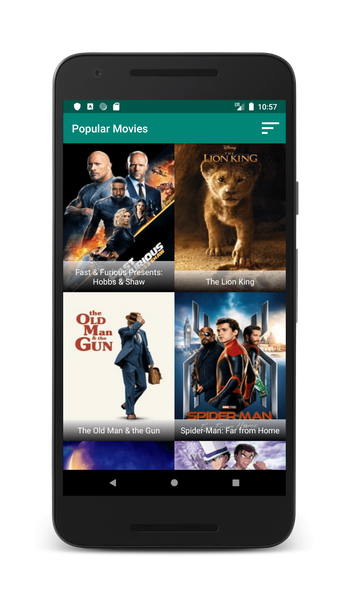 10:57
Popular Movies
Disney
THE
LION KING
Fast & Furious Presents:
Hobbs & Shaw
The Lion King
the
OLD
Man
& the
GUN
SPIDER-MAN
The Old Man & the Gun
Spider-Man: Far from Home